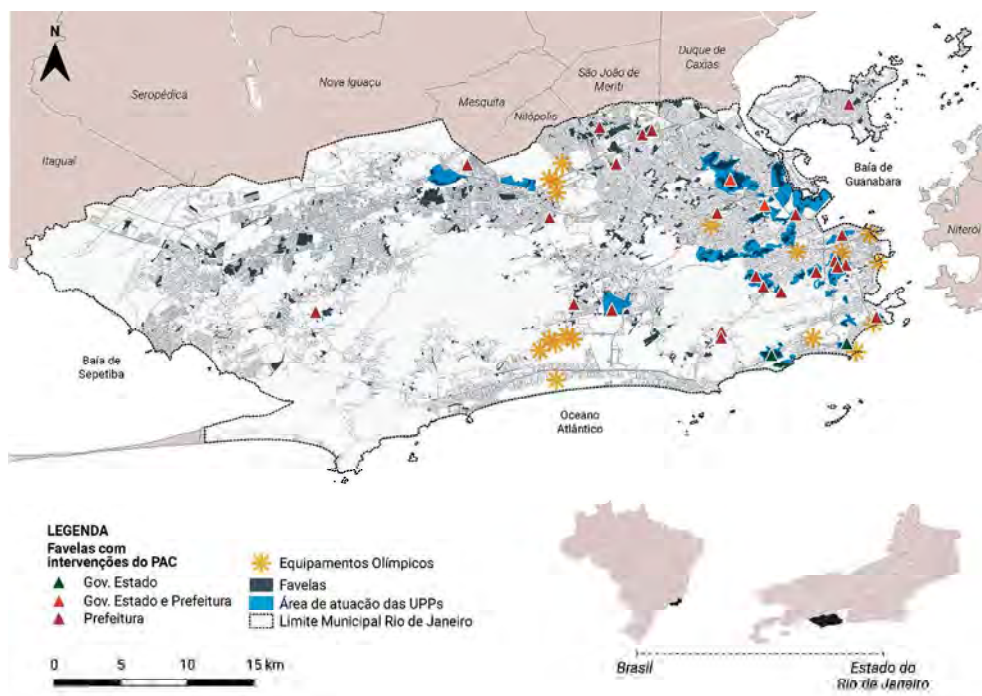 N
Seropédica
Nova Iguaçu
Mesquita
Nilópolis
São João de
Meriti
Duque de
Caxias
Itaguaí
Baía de
Guanabara
Niterói
Baía de
Sepetiba
Oceano
Atlântico
LEGENDA
Favelas com
intervenções do PAC
Gov. Estado
Gov. Estado e Prefeitura
Prefeitura
Equipamentos Olímpicos
Favelas
Área de atuação das UPPs
Limite Municipal Rio de Janeiro
0 5 10 15 km
Brasil
Estado do
Rio de Janeiro